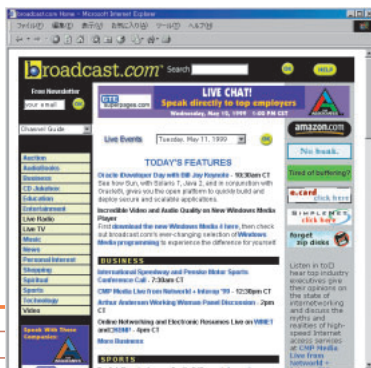 broadcast.com Home - Microsoft Internet Explorer
broadcast.com™
Search
GO
HELP
Free Newsletter
your email
GO
GTE
superpages.com
LIVE CHAT!
Speak directly to top employers
Wednesday, May 19, 1999
Channel Guide
Live Events
Tuesday, May 11, 1999
TODAY'S FEATURES
Oracle iDeveloper Day with Bill Joy Keynote - 10:30am CT
See how Sun, with Solaris 7, Java 2, and in conjunction with
Oracle, gives you the open platform to quickly build and
deploy secure and scalable applications.
Incredible Video and Audio Quality on New Windows Media
Player
First download the new Windows Media 4 here, then check
out broadcast.com's ever-changing selection of Windows
Media programming to experience the difference for yourself!
BUSINESS
International Speedway and Penske Motor Sports
Conference Call - 7:30am CT
CMP Media Live from Networld + Interop '99 - 12:30pm CT
Arthur Andersen Working Woman Panel Discussion - 2pm
CT
Online Networking and Electronic Resumes Live on
- 4pm CT
More Business
SPORTS
Auction
AudioBooks
Business
CD Jukebox
Education
Entertainment
Live Radio
Live TV
Music
News
Personal Interest
Shopping
Spiritual
Sports
Technology
Video
Speak With These
Companies:
amazon.com
No bunk.
Tired of buffering?
e.card
click here
click here
forget
zip disks
Listen in to CI
hear top industry
executives give
their opinions on
the state of
internetworking
and discuss the
myths and
realities of high-
speed Internet
access services
at CMP Media
Live from
Networld +